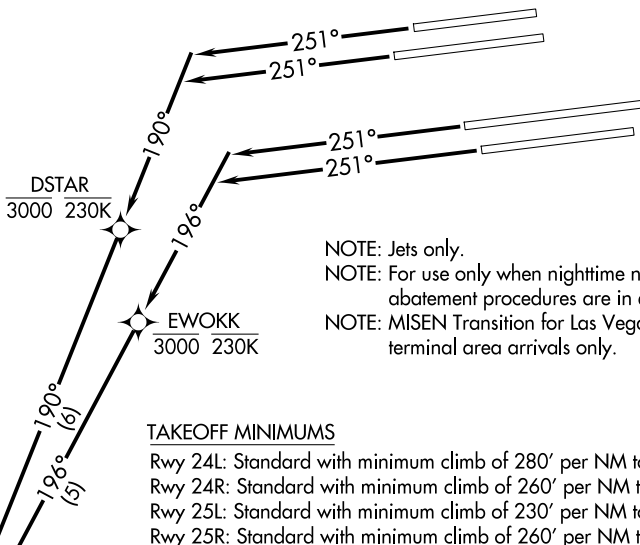 251°
251°
190°
251°
251°
DSTAR
3000 230K
196°
NOTE: Jets only.
NOTE: For use only when nighttime n
abatement procedures are in
NOTE: MISEN Transition for Las Vega
terminal area arrivals only.
EWOKK
3000 230K
190°
(6)
196°
(5)
TAKEOFF MINIMUMS
Rwy 24L: Standard with minimum climb of 280' per NM to
Rwy 24R: Standard with minimum climb of 260' per NM t
Rwy 25L: Standard with minimum climb of 230' per NM to
Rwy 25R: Standard with minimum climb of 260' per NM t